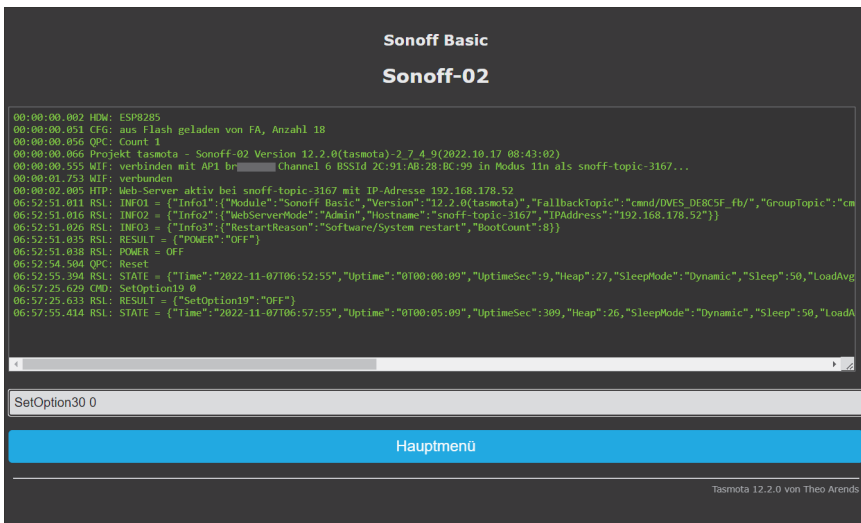 Sonoff Basic
Sonoff-02
00:00:00.002 HDW: ESP8285
00:00:00.051 CFG: aus Flash geladen von FA, Anzahl 18
00:00:00.056 QPC: Count 1
00:00:00.066 Projekt tasmota - Sonoff-02 Version 12.2.0(tasmota)-2_7_4_9(2022.10.17 08:43:02)
00:00:00.555 WIF: verbinden mit AP1 br Channel 6 BSSId 2C:91:AB:28:BC:99 in Modus 11n als snoff-topic-3167...
00:00:01.753 WIF: verbunden
00:00:02.005 HTP: Web-Server aktiv bei snoff-topic-3167 mit IP-Adresse 192.168.178.52
06:52:51.011 RSL: INFO1 = {"Info1":{"Module":"Sonoff Basic","Version":"12.2.0(tasmota)","FallbackTopic":"cmnd/DVES_DE8C5F_fb/","GroupTopic":"cm
06:52:51.016 RSL: INFO2 = {"Info2":{"WebServerMode":"Admin","Hostname":"snoff-topic-3167","IPAddress":"192.168.178.52"}}
06:52:51.026 RSL: INFO3 = {"Info3":{"RestartReason":"Software/System restart","BootCount":8}}
06:52:51.035 RSL: RESULT = {"POWER":"OFF"}
06:52:51.038 RSL: POWER = OFF
06:52:54.504 QPC: Reset
06:52:55.394 RSL: STATE = {"Time":"2022-11-07T06:52:55","Uptime":"0T00:00:09","UptimeSec":9,"Heap":27,"SleepMode":"Dynamic","Sleep":50,"LoadAvg
06:57:25.629 CMD: SetOption19 0
06:57:25.633 RSL: RESULT = {"SetOption19":"OFF"}
06:57:55.414 RSL: STATE = {"Time":"2022-11-07T06:57:55","Uptime":"0T00:05:09","UptimeSec":309,"Heap":26,"SleepMode":"Dynamic","Sleep":50,"LoadA
SetOption30 0
Hauptmenü
Tasmota 12.2.0 von Theo Arends